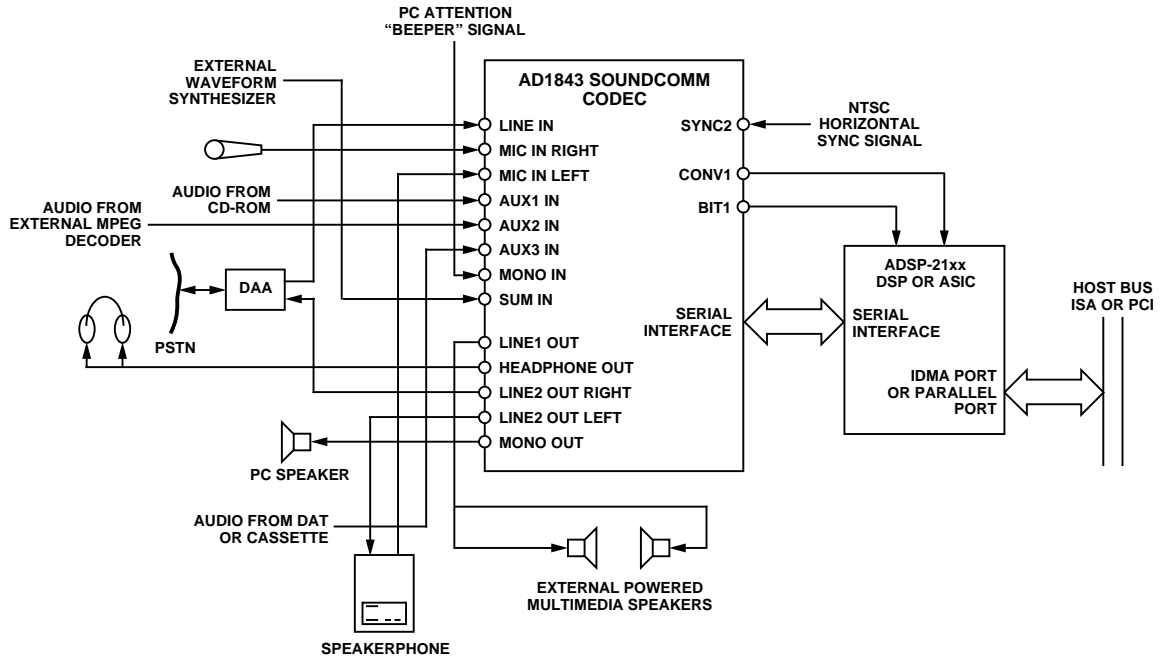 PC ATTENTION
“BEEPER” SIGNAL
EXTERNAL
WAVEFORM
SYNTHESIZER
AD1843 SOUNDCOMM
CODEC
LINE IN
MIC IN RIGHT
MIC IN LEFT
AUX1 IN
AUX2 IN
AUX3 IN
MONO IN
SUM IN
LINE1 OUT
HEADPHONE OUT
LINE2 OUT RIGHT
LINE2 OUT LEFT
MONO OUT
SYNC2
CONV1
BIT1
SERIAL
INTERFACE
NTSC
HORIZONTAL
SYNC SIGNAL
AUDIO FROM
CD-ROM
AUDIO FROM
EXTERNAL MPEG
DECODER
DAA
PSTN
PC SPEAKER
AUDIO FROM DAT
OR CASSETTE
SPEAKERPHONE
EXTERNAL POWERED
MULTIMEDIA SPEAKERS
ADSP-21xx
DSP OR ASIC
SERIAL
INTERFACE
IDMA PORT
OR PARALLEL
PORT
HOST BUS
ISA OR PCI